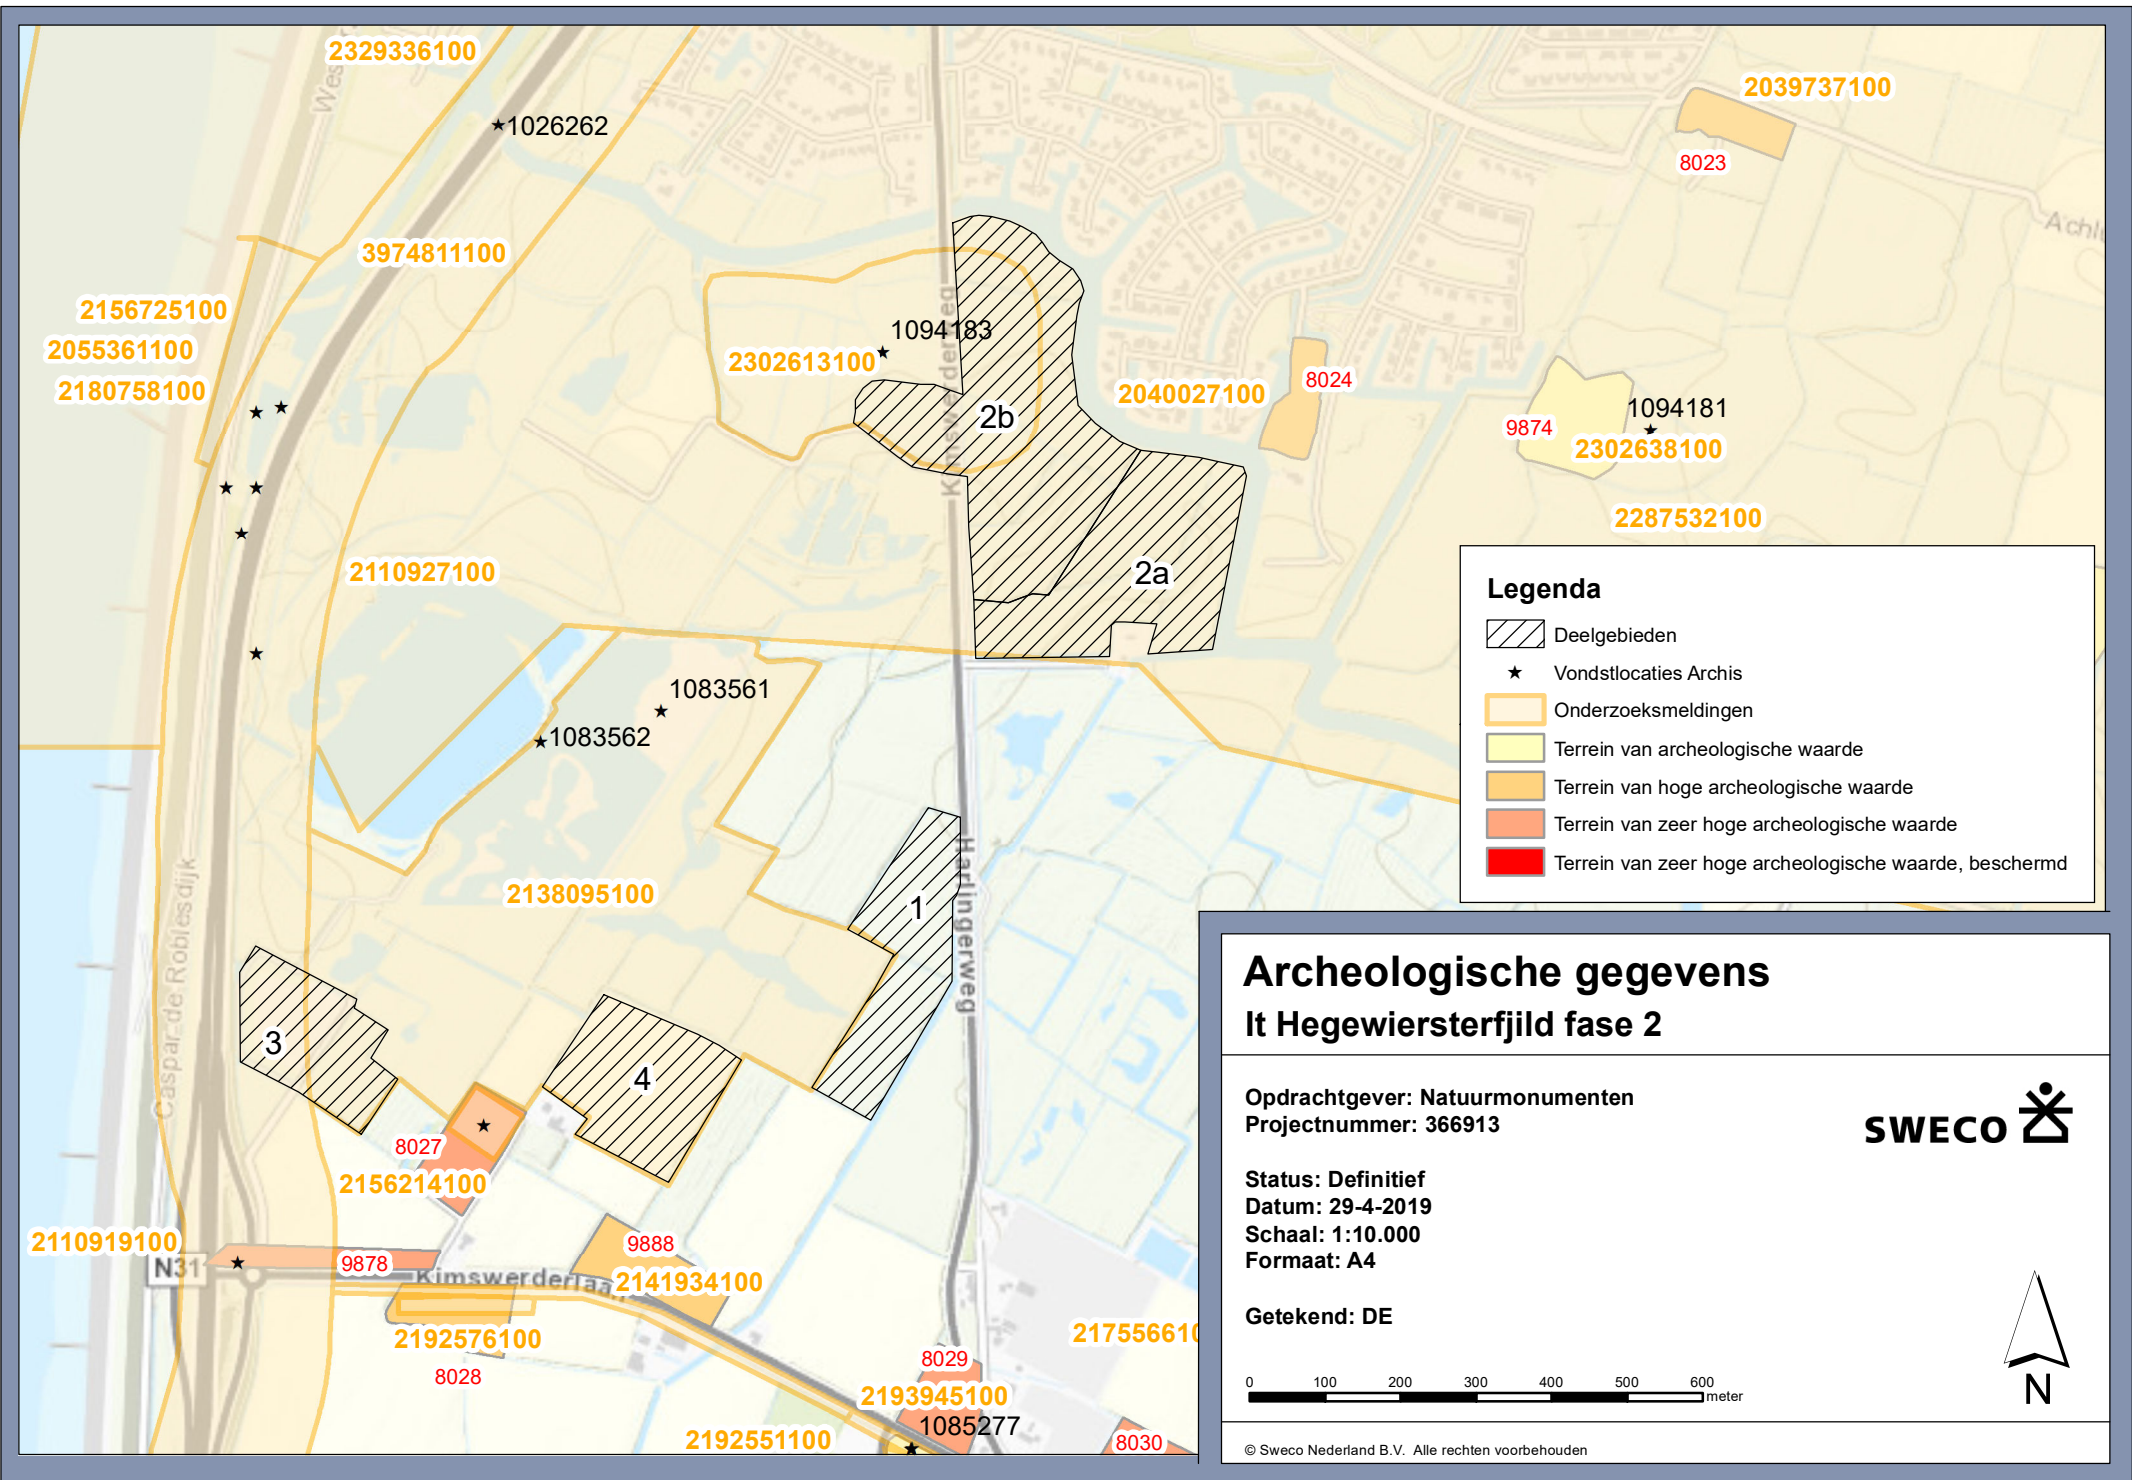 2329336100
1026262
2039737100
8023
3974811100
2156725100
2055361100
2180758100
1094183
2302613100
Kimswerderweg
2b
2040027100
8024
9874
1094181
2302638100
2287532100
2110927100
2a
1083561
1083562
2138095100
1
Harlingerweg
Caspar de Roblesdijk
3
4
8027
2156214100
2110919100
N31
9878
9888
Kimswerderlaan
2141934100
2192576100
8028
8029
2193945100
1085277
2192551100
8030
Legenda
Deelgebieden
Vondstlocaties Archis
Onderzoeksmeldingen
Terrein van archeologische waarde
Terrein van hoge archeologische waarde
Terrein van zeer hoge archeologische waarde
Terrein van zeer hoge archeologische waarde, beschermd
Archeologische gegevens
It Hegewiersterfjild fase 2
Opdrachtgever: Natuurmonumenten
Projectnummer: 366913
SWECO
Status: Definitief
Datum: 29-4-2019
Schaal: 1:10.000
Formaat: A4
Getekend: DE
0 100 200 300 400 500 600
meter
N
© Sweco Nederland B.V. Alle rechten voorbehouden